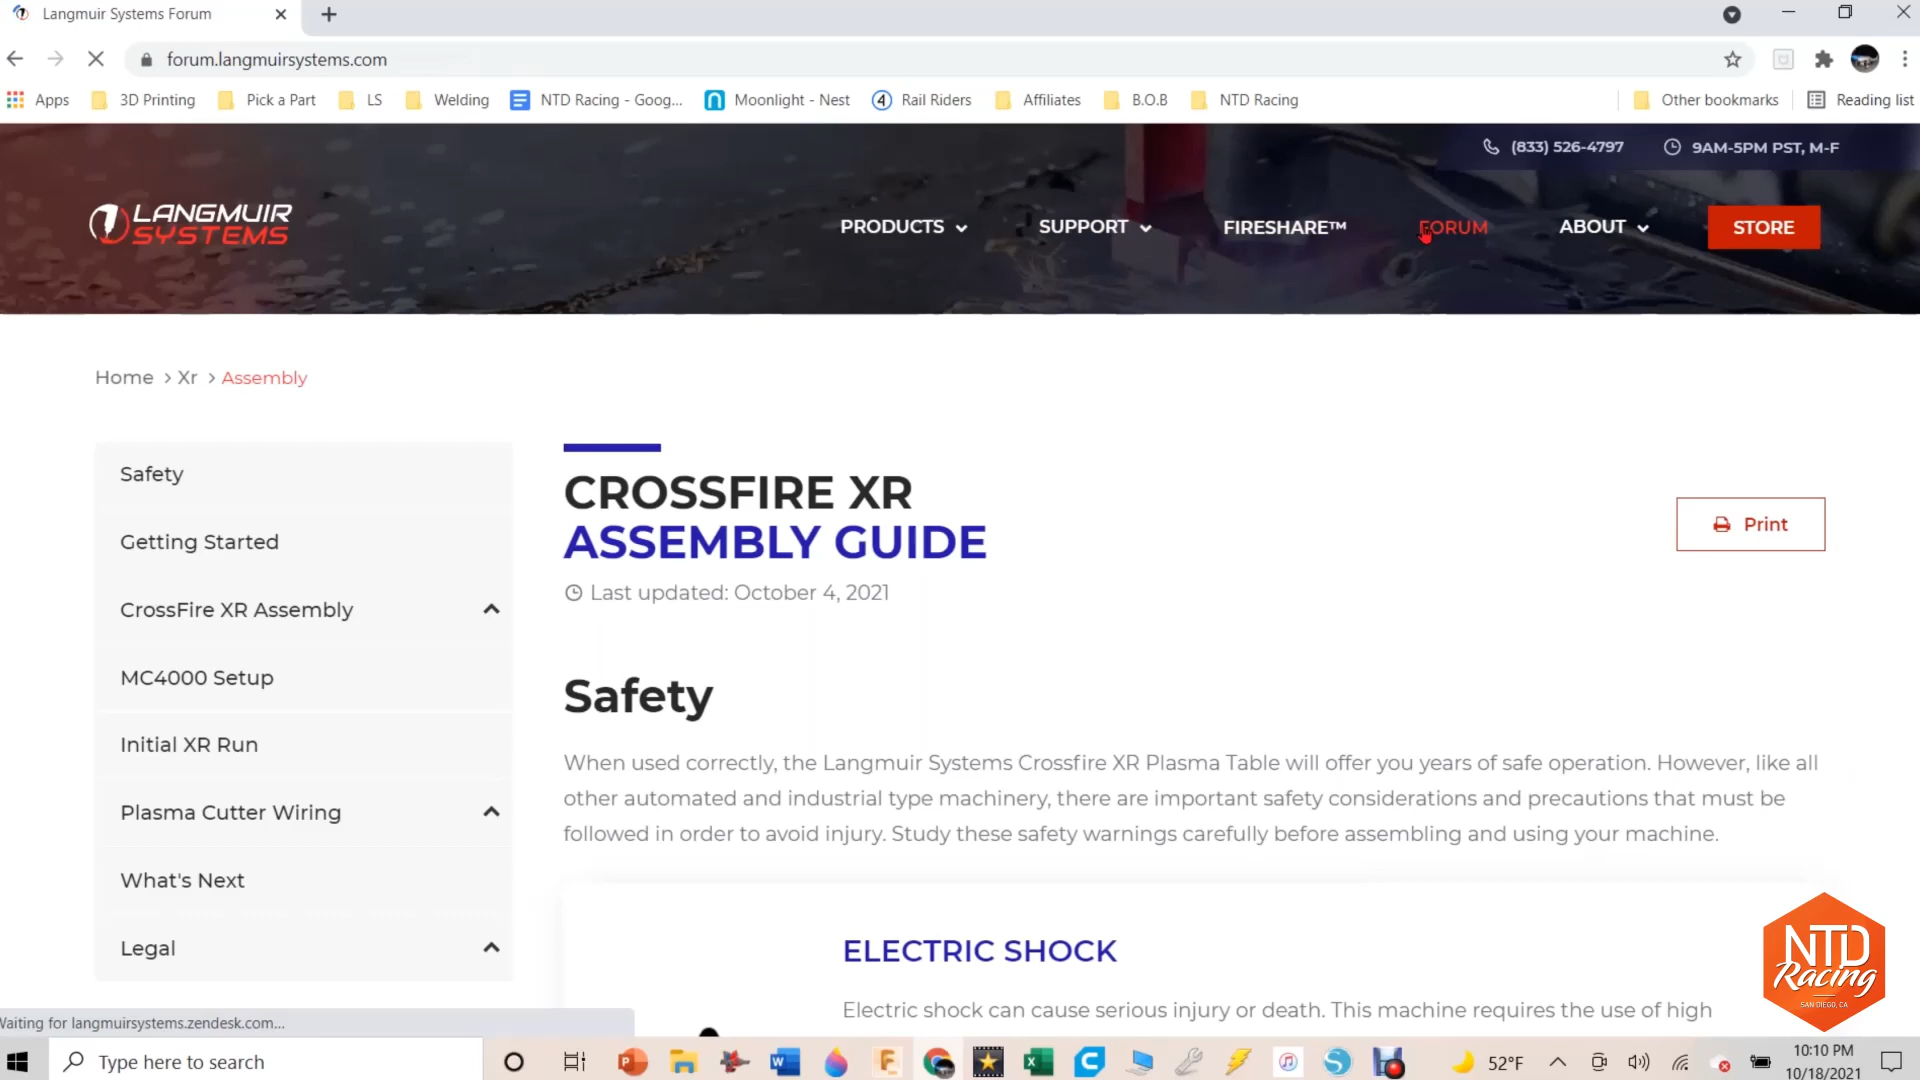 Langmuir Systems Forum
forum.langmuirsystems.com
Apps 3D Printing Pick a Part LS Welding NTD Racing - Goog... Moonlight - Nest Rail Riders Affiliates B.O.B NTD Racing Other bookmarks Reading list
(833) 526-4797 9AM-5PM PST, M-F
LANGMUIR
SYSTEMS
PRODUCTS SUPPORT FIRESHARE™ FORUM ABOUT STORE
Home > Xr > Assembly
Safety
Getting Started
CrossFire XR Assembly
MC4000 Setup
Initial XR Run
Plasma Cutter Wiring
What's Next
Legal
CROSSFIRE XR
ASSEMBLY GUIDE
Last updated: October 4, 2021
Print
Safety
When used correctly, the Langmuir Systems Crossfire XR Plasma Table will offer you years of safe operation. However, like all
other automated and industrial type machinery, there are important safety considerations and precautions that must be
followed in order to avoid injury. Study these safety warnings carefully before assembling and using your machine.
ELECTRIC SHOCK
Electric shock can cause serious injury or death. This machine requires the use of high
NTD
Racing
SAN DIEGO, CA
Waiting for langmuirsystems.zendesk.com...
Type here to search
52°F
10:10 PM
10/18/2021